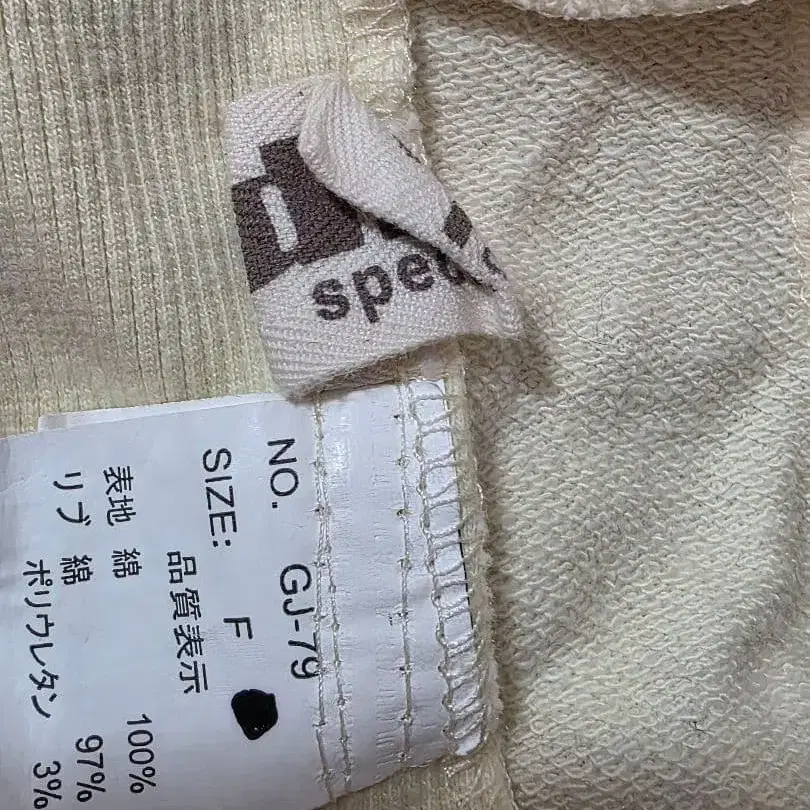 NO. GJ-79
SIZE: F
品質表示
表地 綿 100%
リブ 綿 97%
ポリウレタン 3%